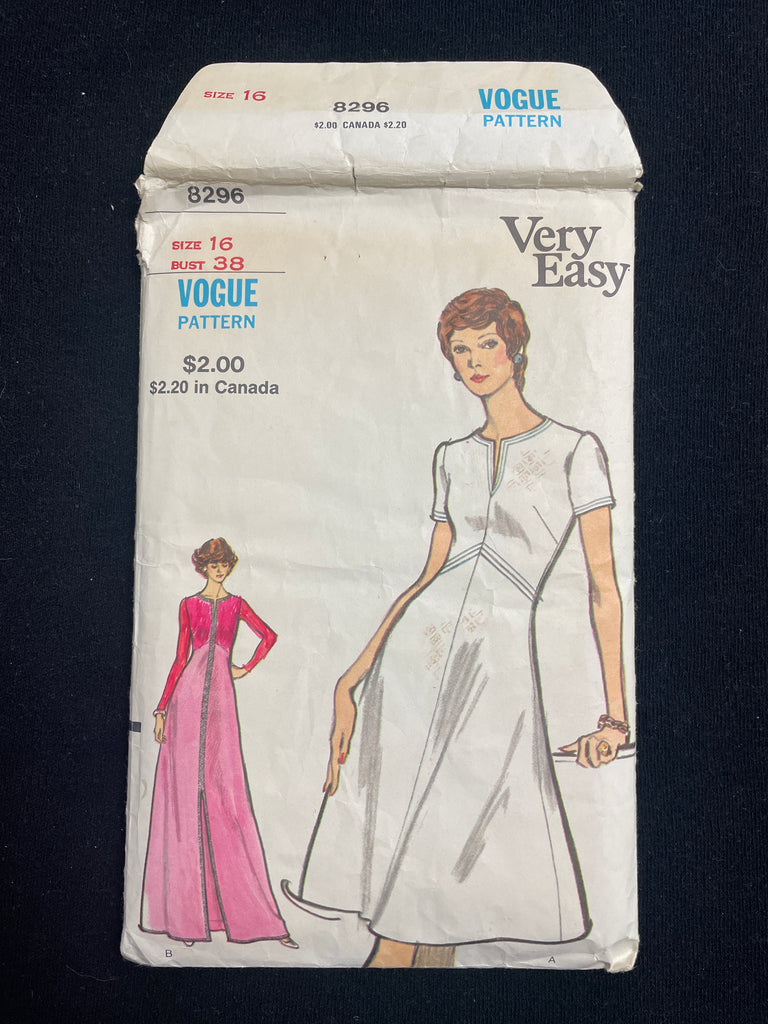 SIZE 16
8296
$2.00 CANADA $2.20
VOGUE
PATTERN
8296
SIZE 16
BUST 38
VOGUE
PATTERN
$2.00
$2.20 in Canada
Very
Easy
B
A